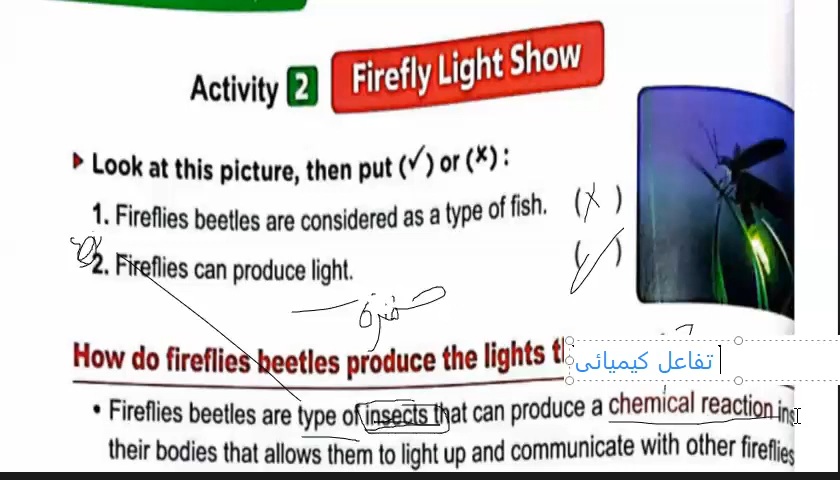 Activity 2 Firefly Light Show
Look at this picture, then put (✓) or (x) :
1. Fireflies beetles are considered as a type of fish. (x)
2. Fireflies can produce light. (✓)
How do fireflies beetles produce the lights
تفاعل كيميائى
• Fireflies beetles are type of insects that can produce a chemical reaction ins
their bodies that allows them to light up and communicate with other fireflies